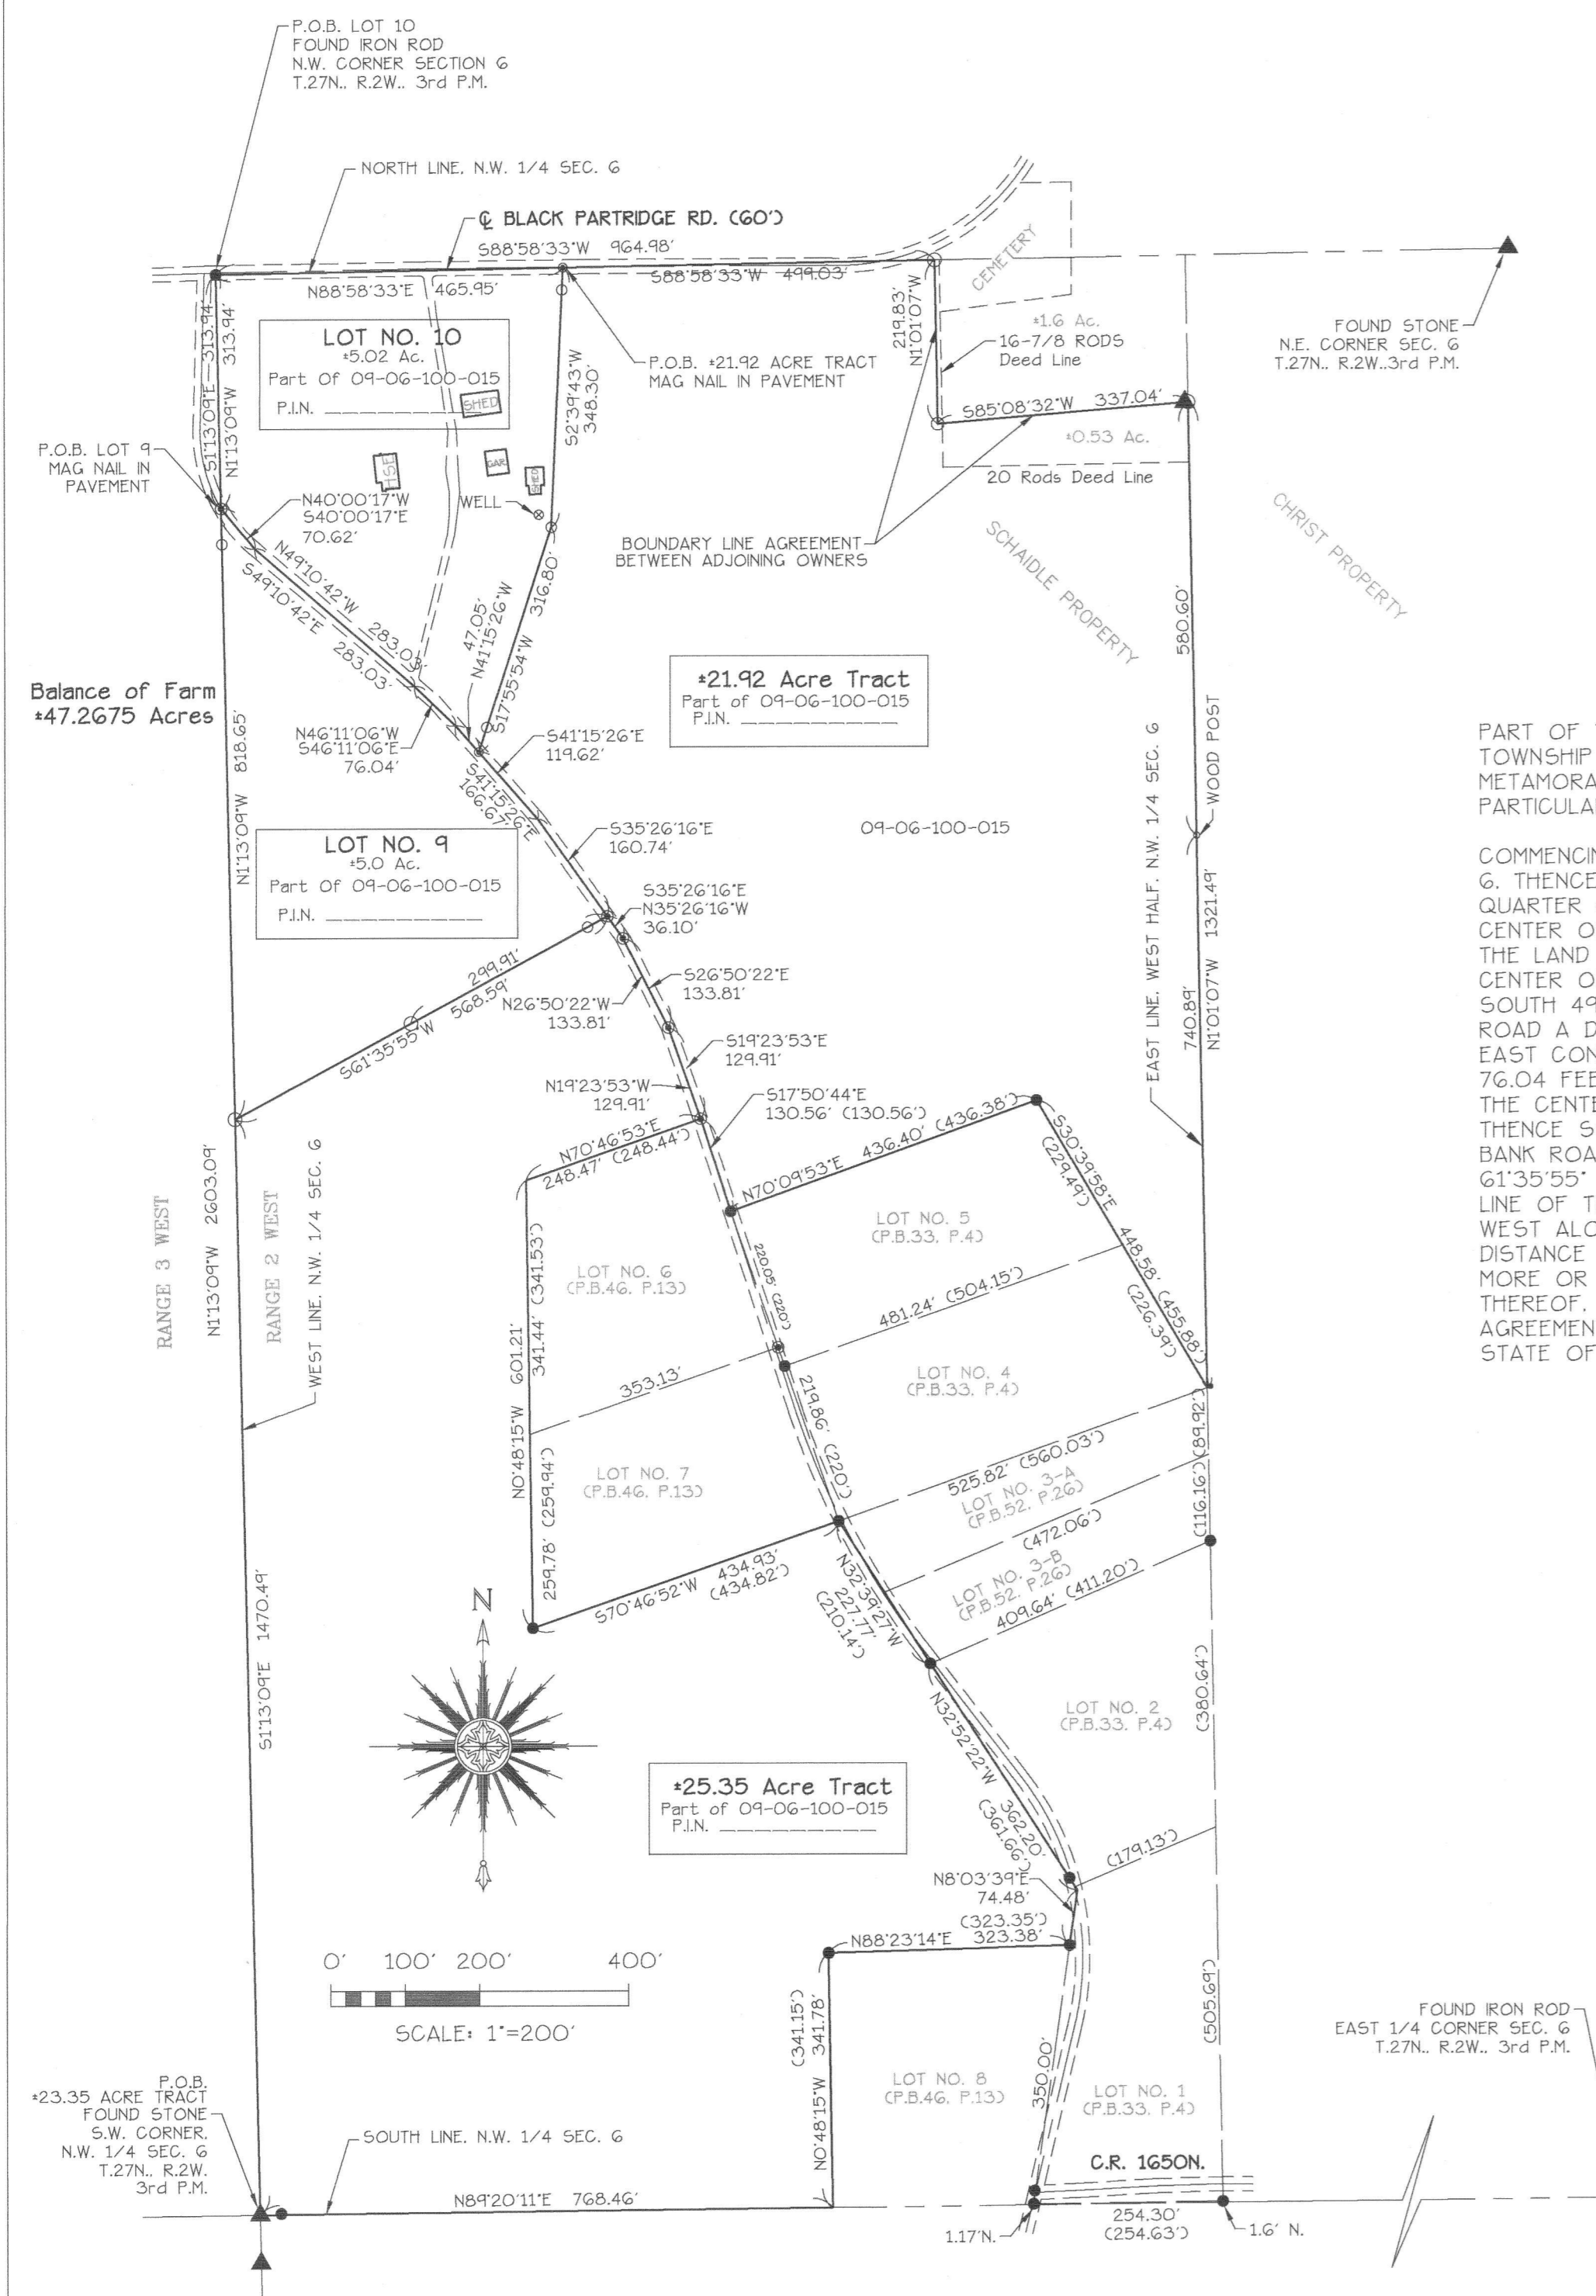 P.O.B. LOT 10
FOUND IRON ROD
N.W. CORNER SECTION 6
T.27N., R.2W., 3rd P.M.
NORTH LINE, N.W. 1/4 SEC. 6
℄ BLACK PARTRIDGE RD. (60')
S88°58'33"W 964.98'
S88°58'33"W 499.03'
N88°58'33"E 465.95'
CEMETERY
219.83'
N1°01'07"W
±1.6 Ac.
16-7/8 RODS
Deed Line
FOUND STONE
N.E. CORNER SEC. 6
T.27N., R.2W.,3rd P.M.
S1°13'09"E 313.94'
N1°13'09"W 313.94'
LOT NO. 10
±5.02 Ac.
Part Of 09-06-100-015
P.I.N. ___________
SHED
S2°39'43"W
348.30'
P.O.B. ±21.92 ACRE TRACT
MAG NAIL IN PAVEMENT
S85°08'32"W 337.04'
±0.53 Ac.
20 Rods Deed Line
P.O.B. LOT 9
MAG NAIL IN
PAVEMENT
HSE
GAR
SHED
WELL
N40°00'17"W
S40°00'17"E
70.62'
BOUNDARY LINE AGREEMENT
BETWEEN ADJOINING OWNERS
SCHAIDLE PROPERTY
CHRIST PROPERTY
580.60'
N49°10'42"W 283.03'
S49°10'42"E 283.03'
47.05'
N41°15'26"W
S17°55'54"W 316.80'
Balance of Farm
±47.2675 Acres
±21.92 Acre Tract
Part of 09-06-100-015
P.I.N. ___________
N46°11'06"W
S46°11'06"E
76.04'
S41°15'26"E
119.62'
S41°15'26"E
166.67'
N1°13'09"W 818.65'
WOOD POST
EAST LINE, WEST HALF, N.W. 1/4 SEC. 6
LOT NO. 9
±5.0 Ac.
Part Of 09-06-100-015
P.I.N. ___________
S35°26'16"E
160.74'
09-06-100-015
S35°26'16"E
N35°26'16"W
36.10'
299.91'
S61°35'55"W 568.59'
S26°50'22"E
133.81'
N26°50'22"W
133.81'
740.89'
N1°01'07"W 1321.49'
S19°23'53"E
129.91'
N19°23'53"W
129.91'
S17°50'44"E
130.56' (130.56')
PART OF
TOWNSHIP
METAMORA
PARTICULA
COMMENCIN
6, THENCE
QUARTER
CENTER O
THE LAND
CENTER O
SOUTH 49
ROAD A D
EAST CON
76.04 FEE
THE CENTE
THENCE S
BANK ROA
61°35'55"
LINE OF T
WEST ALO
DISTANCE
MORE OR
THEREOF,
AGREEMEN
STATE OF
N70°46'53"E
248.47' (248.44')
N70°09'53"E 436.40' (436.38')
S30°39'58"E 448.58' (455.88')
(229.49')
(226.39')
RANGE 3 WEST
N1°13'09"W 2603.09'
RANGE 2 WEST
WEST LINE, N.W. 1/4 SEC. 6
LOT NO. 5
(P.B.33, P.4)
LOT NO. 6
(P.B.46, P.13)
220.05' (220')
481.24' (504.15')
N0°48'15"W 601.21'
341.44' (341.53')
353.13'
LOT NO. 4
(P.B.33, P.4)
219.86' (220')
259.78' (259.94')
LOT NO. 7
(P.B.46, P.13)
525.82' (560.03')
LOT NO. 3-A
(P.B.52, P.26)
(116.16')(89.92')
(472.06')
LOT NO. 3-B
(P.B.52, P.26)
409.64' (411.20')
S70°46'52"W 434.93'
(434.82')
N32°39'27"W
227.77'
(210.14')
S1°13'09"E 1470.49'
N
LOT NO. 2
(P.B.33, P.4)
(380.64')
N32°52'22"W 362.20'
(361.66')
±25.35 Acre Tract
Part of 09-06-100-015
P.I.N. ___________
(179.13')
N8°03'39"E
74.48'
(323.35')
N88°23'14"E 323.38'
0' 100' 200' 400'
SCALE: 1"=200'
(341.15')
N0°48'15"W 341.78'
(505.69')
FOUND IRON ROD
EAST 1/4 CORNER SEC. 6
T.27N., R.2W., 3rd P.M.
350.00'
LOT NO. 8
(P.B.46, P.13)
LOT NO. 1
(P.B.33, P.4)
P.O.B.
±23.35 ACRE TRACT
FOUND STONE
S.W. CORNER,
N.W. 1/4 SEC. 6
T.27N., R.2W.
3rd P.M.
SOUTH LINE, N.W. 1/4 SEC. 6
C.R. 1650N.
N89°20'11"E 768.46'
1.17'N.
254.30'
(254.63')
1.6' N.